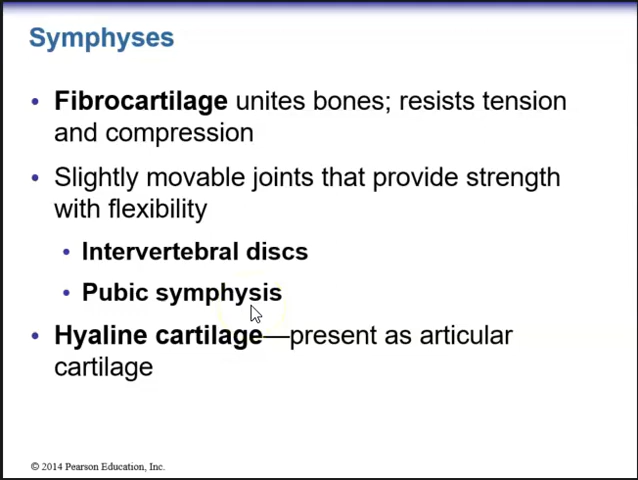 Symphyses
• Fibrocartilage unites bones; resists tension
and compression
• Slightly movable joints that provide strength
with flexibility
• Intervertebral discs
• Pubic symphysis
• Hyaline cartilage—present as articular
cartilage
© 2014 Pearson Education, Inc.